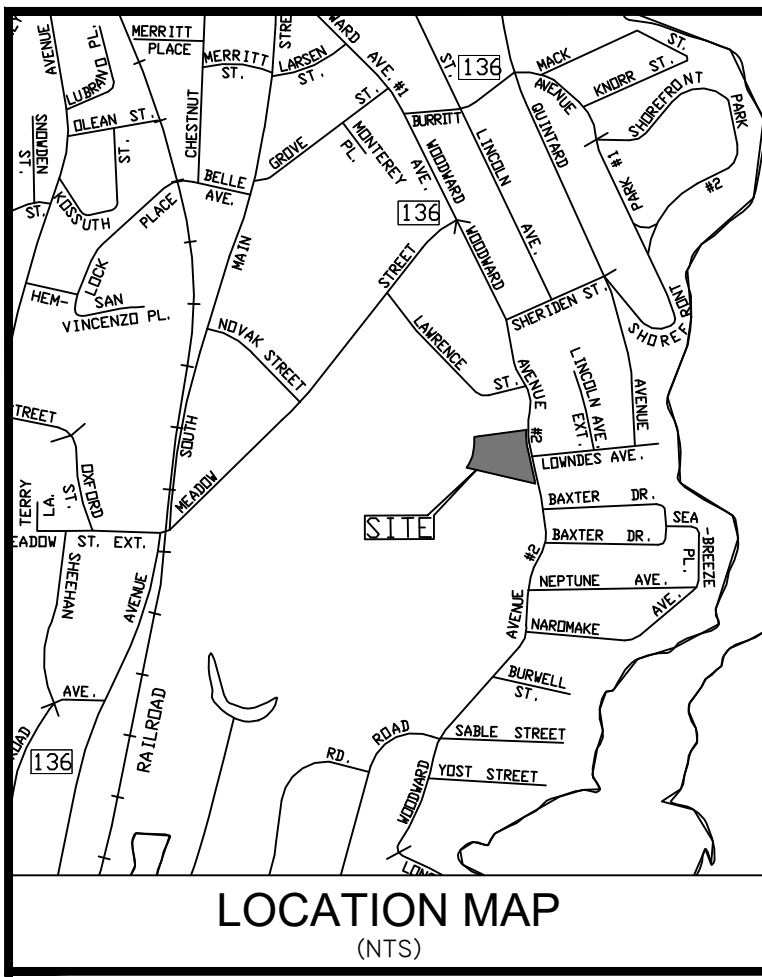 AVENUE
LUBRANO PL.
MERRITT
PLACE
MERRITT
ST.
LARSEN
ST.
WARD AVE. #1
ST.
136
MACK
AVENUE
KNORR ST.
ST.
SHOREFRONT
PARK
#2
PARK #1
SNOWDEN
ST.
OLEAN ST.
ST.
CHESTNUT
GROVE ST.
MONTEREY
PL.
BURRITT
WOODWARD
AVE.
LINCOLN
AVE.
QUINTARD
KOSSUTH
ST.
PLACE
BELLE
AVE.
136
WOODWARD
MAIN
LOCK
HEM-
SAN
VINCENZO PL.
STREET
SHERIDEN ST.
SHOREFRONT
NOVAK STREET
LAWRENCE
ST.
AVENUE
#2
LINCOLN AVE.
EXT.
AVENUE
TREET
OXFORD
ST.
SOUTH
MEADOW
LOWNDES AVE.
SITE
BAXTER DR.
BAXTER DR.
SEA
-BREEZE
PL.
TERRY
LA.
EADOW ST. EXT.
#2
NEPTUNE AVE.
AVE.
SHEEHAN
AVENUE
AVENUE
NAROMAKE
BURWELL
ST.
AVE.
ROAD
136
RAILROAD
RD.
ROAD
SABLE STREET
WOODWARD
YOST STREET
LOCATION MAP
(NTS)